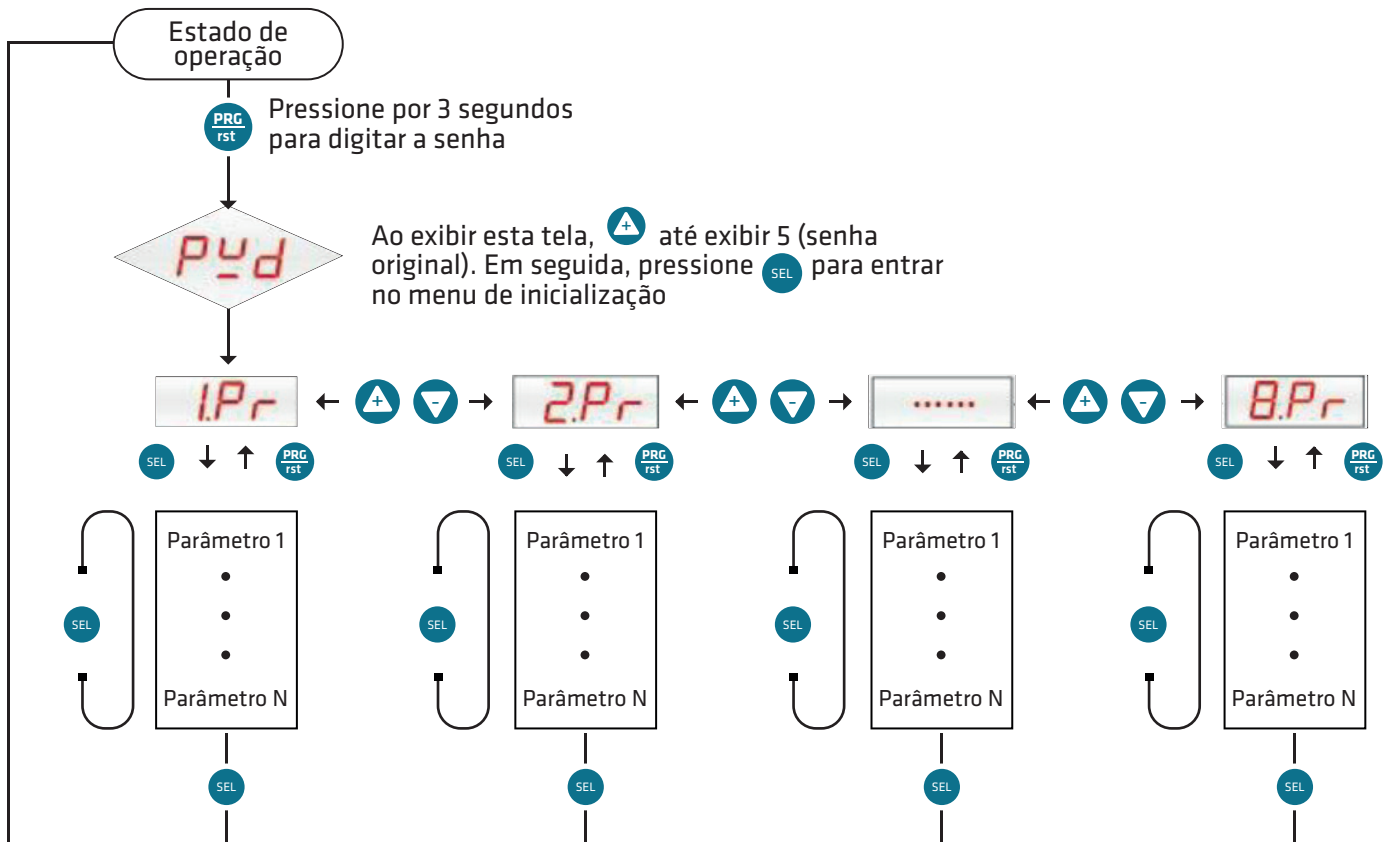 Estado de
operação
PRG
rst
Pressione por 3 segundos
para digitar a senha
Ao exibir esta tela, + até exibir 5 (senha
original). Em seguida, pressione SEL para entrar
no menu de inicialização
1.Pr
+ -
2.Pr
+ -
......
+ -
8.Pr
SEL
PRG
rst
SEL
PRG
rst
SEL
PRG
rst
SEL
PRG
rst
Parâmetro 1
SEL
Parâmetro N
Parâmetro 1
SEL
Parâmetro N
Parâmetro 1
SEL
Parâmetro N
Parâmetro 1
SEL
Parâmetro N
SEL
SEL
SEL
SEL